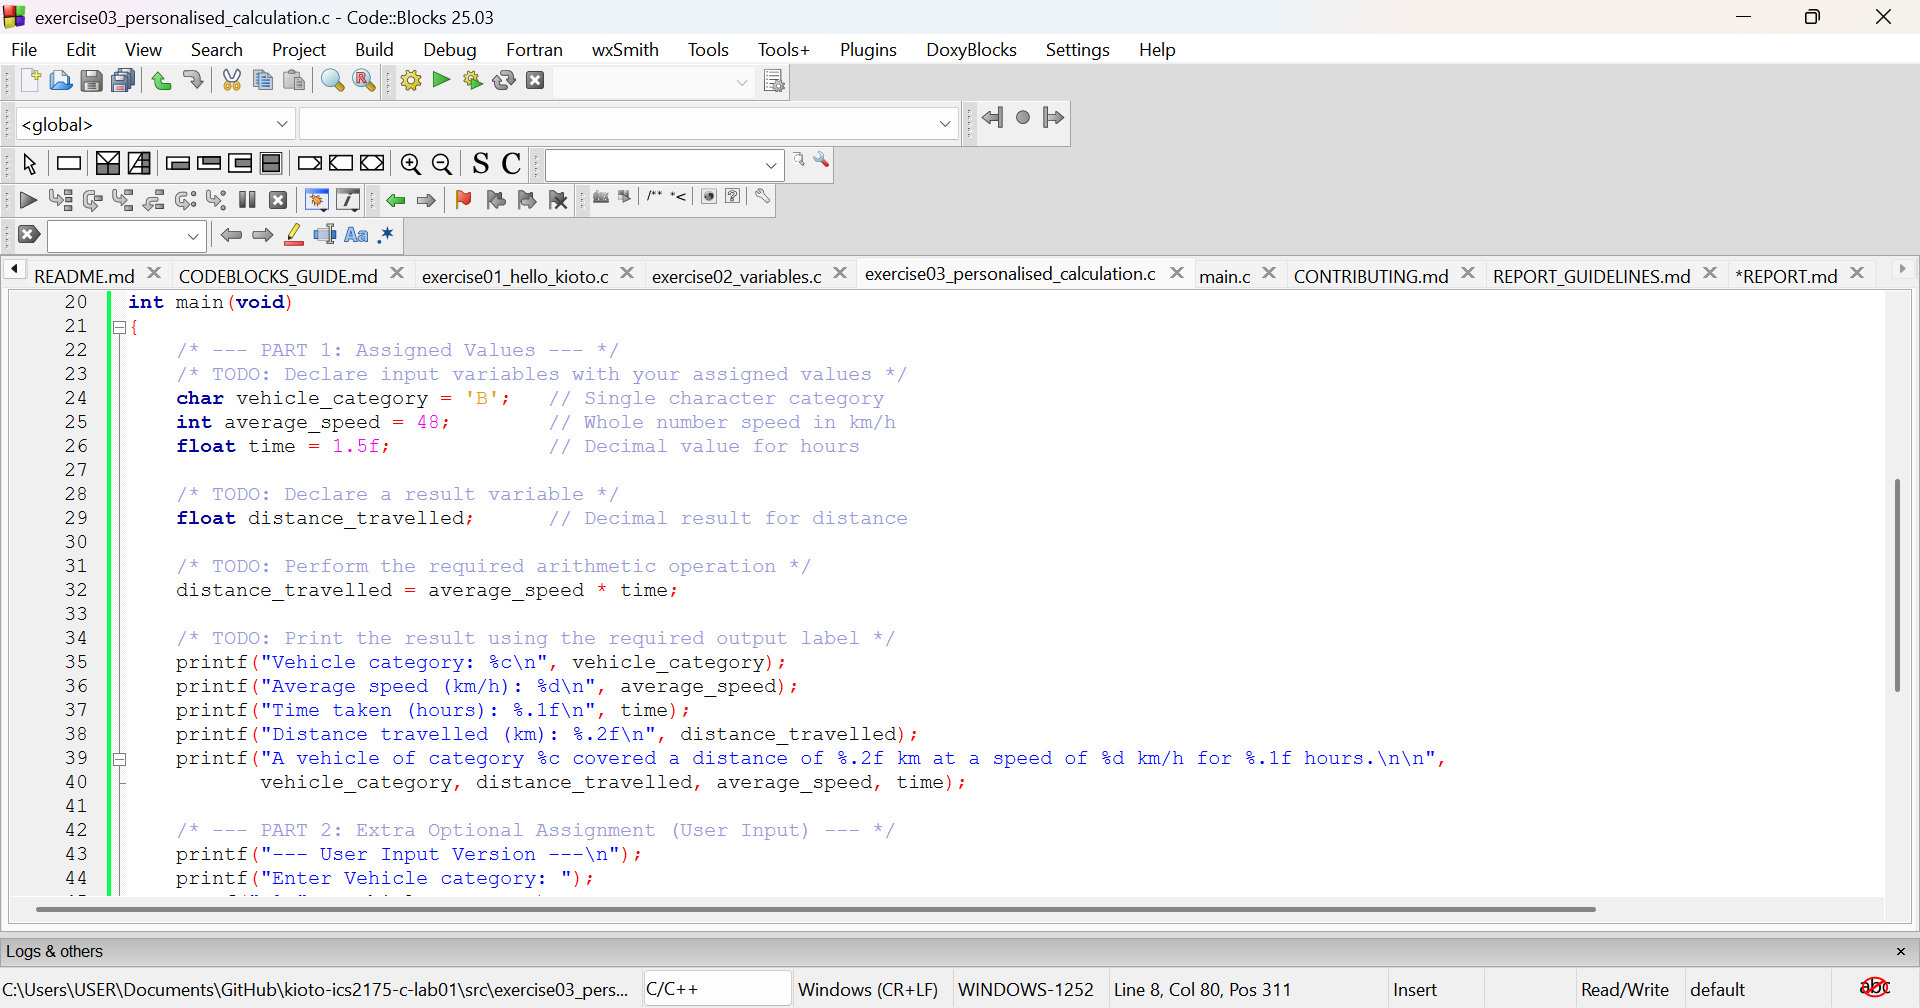 exercise03_personalised_calculation.c - Code::Blocks 25.03
File Edit View Search Project Build Debug Fortran wxSmith Tools Tools+ Plugins DoxyBlocks Settings Help
<global>
S C
/** *<
Aa .*
README.md CODEBLOCKS_GUIDE.md exercise01_hello_kioto.c exercise02_variables.c exercise03_personalised_calculation.c main.c CONTRIBUTING.md REPORT_GUIDELINES.md *REPORT.md
20 int main(void)
21 {
22 /* --- PART 1: Assigned Values --- */
23 /* TODO: Declare input variables with your assigned values */
24 char vehicle_category = 'B'; // Single character category
25 int average_speed = 48; // Whole number speed in km/h
26 float time = 1.5f; // Decimal value for hours
27
28 /* TODO: Declare a result variable */
29 float distance_travelled; // Decimal result for distance
30
31 /* TODO: Perform the required arithmetic operation */
32 distance_travelled = average_speed * time;
33
34 /* TODO: Print the result using the required output label */
35 printf("Vehicle category: %c\n", vehicle_category);
36 printf("Average speed (km/h): %d\n", average_speed);
37 printf("Time taken (hours): %.1f\n", time);
38 printf("Distance travelled (km): %.2f\n", distance_travelled);
39 printf("A vehicle of category %c covered a distance of %.2f km at a speed of %d km/h for %.1f hours.\n\n",
40 vehicle_category, distance_travelled, average_speed, time);
41
42 /* --- PART 2: Extra Optional Assignment (User Input) --- */
43 printf("--- User Input Version ---\n");
44 printf("Enter Vehicle category: ");
Logs & others
C:\Users\USER\Documents\GitHub\kioto-ics2175-c-lab01\src\exercise03_pers... C/C++ Windows (CR+LF) WINDOWS-1252 Line 8, Col 80, Pos 311 Insert Read/Write default abc